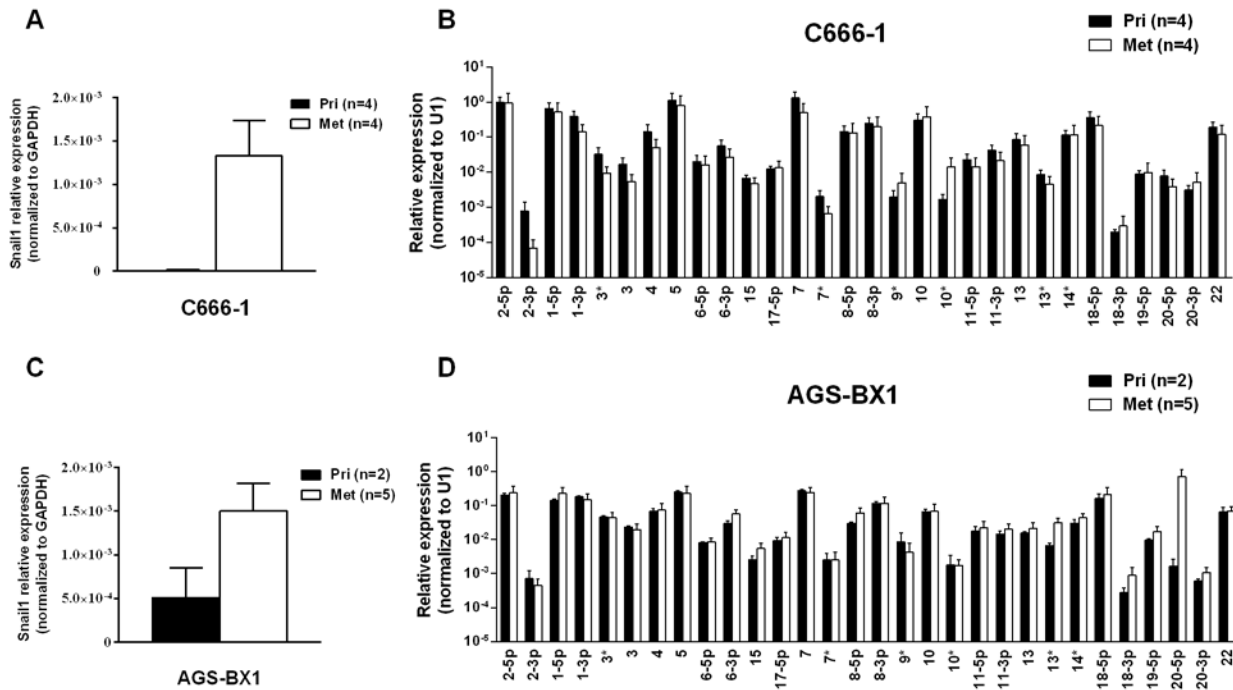 A
Pri (n=4)
Met (n=4)
Snail1 relative expression
(normalized to GAPDH)
2.0×10⁻³
1.5×10⁻³
1.0×10⁻³
5.0×10⁻⁴
0
C666-1
B
C666-1
Pri (n=4)
Met (n=4)
Relative expression
(normalized to U1)
10¹
10⁰
10⁻¹
10⁻²
10⁻³
10⁻⁴
10⁻⁵
2-5p
2-3p
1-5p
1-3p
3*
3
4
5
6-5p
6-3p
15
17-5p
7
7*
8-5p
8-3p
9*
10
10*
11-5p
11-3p
13
13*
14*
18-5p
18-3p
19-5p
20-5p
20-3p
22
C
Pri (n=2)
Met (n=5)
Snail1 relative expression
(normalized to GAPDH)
2.0×10⁻³
1.5×10⁻³
1.0×10⁻³
5.0×10⁻⁴
0
AGS-BX1
D
AGS-BX1
Pri (n=2)
Met (n=5)
Relative expression
(normalized to U1)
10¹
10⁰
10⁻¹
10⁻²
10⁻³
10⁻⁴
10⁻⁵
2-5p
2-3p
1-5p
1-3p
3*
3
4
5
6-5p
6-3p
15
17-5p
7
7*
8-5p
8-3p
9*
10
10*
11-5p
11-3p
13
13*
14*
18-5p
18-3p
19-5p
20-5p
20-3p
22